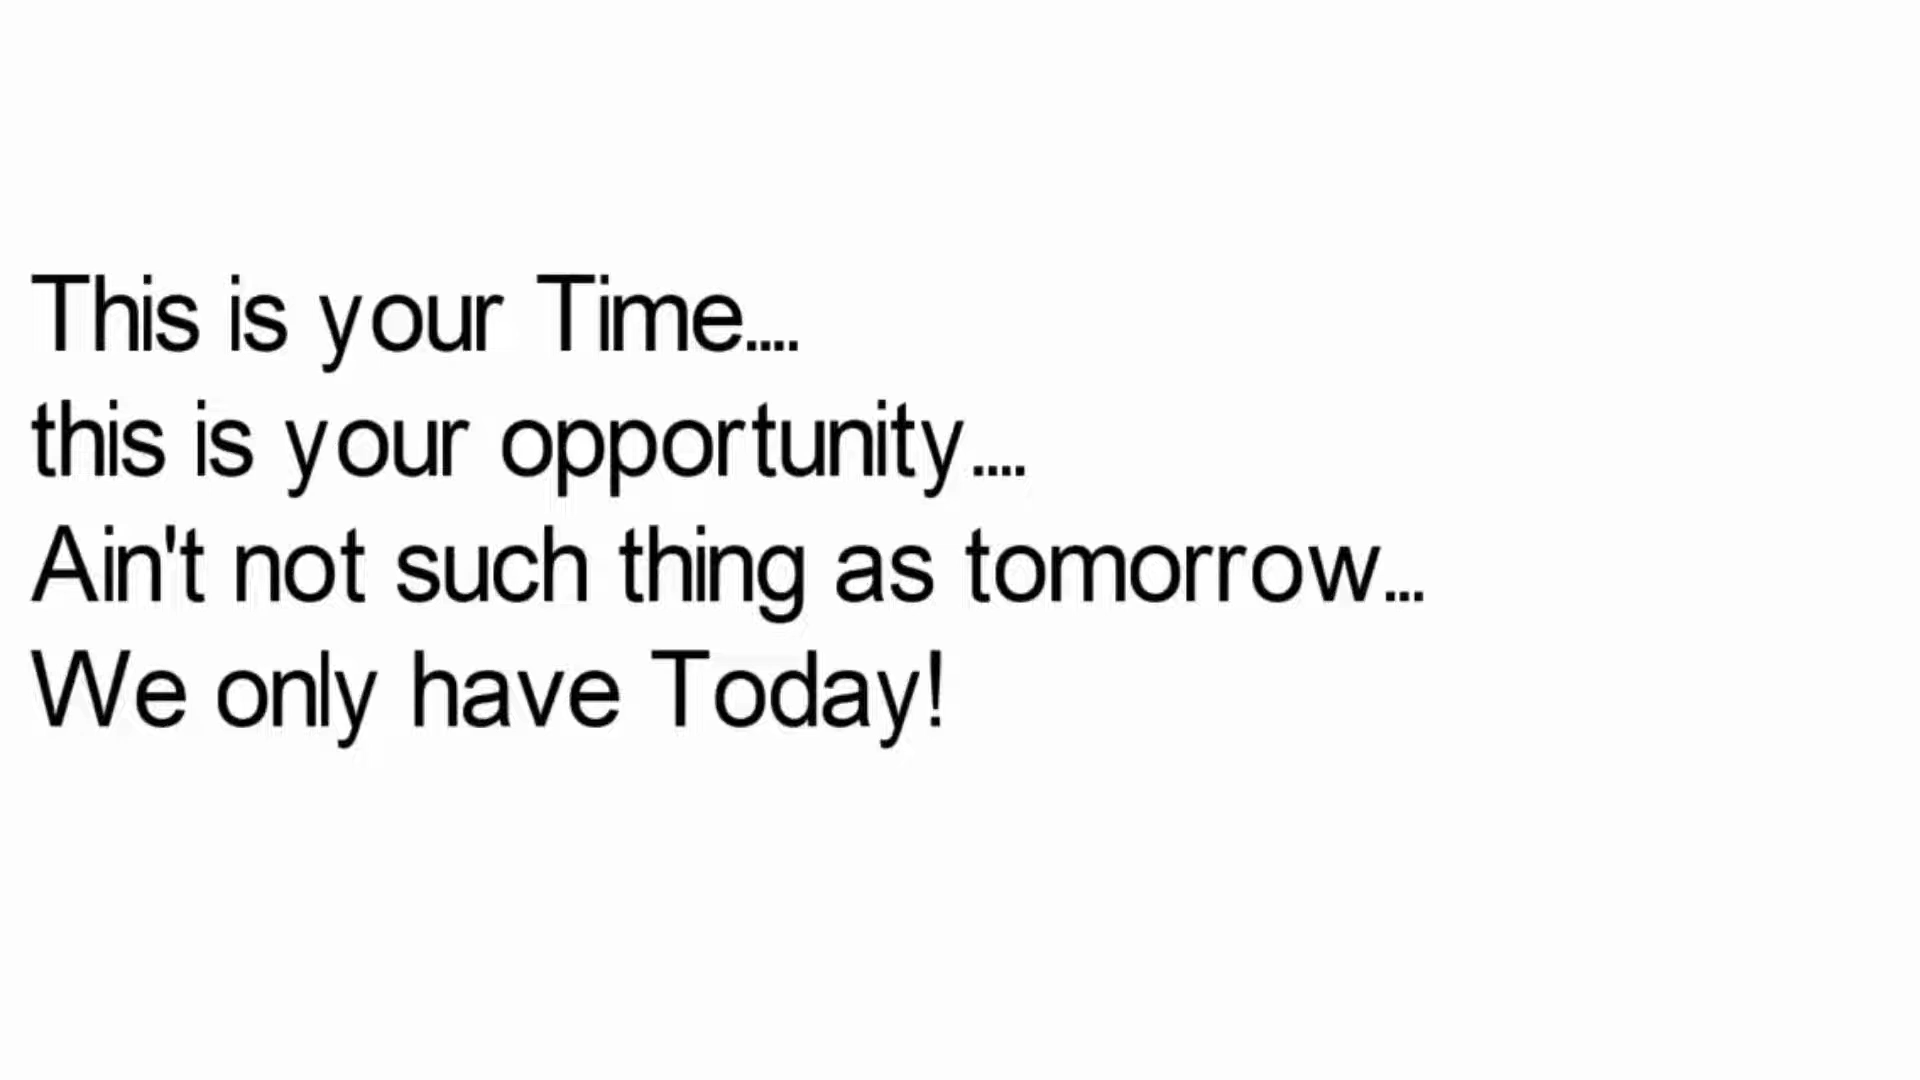 This is your Time....
this is your opportunity....
Ain't not such thing as tomorrow...
We only have Today!